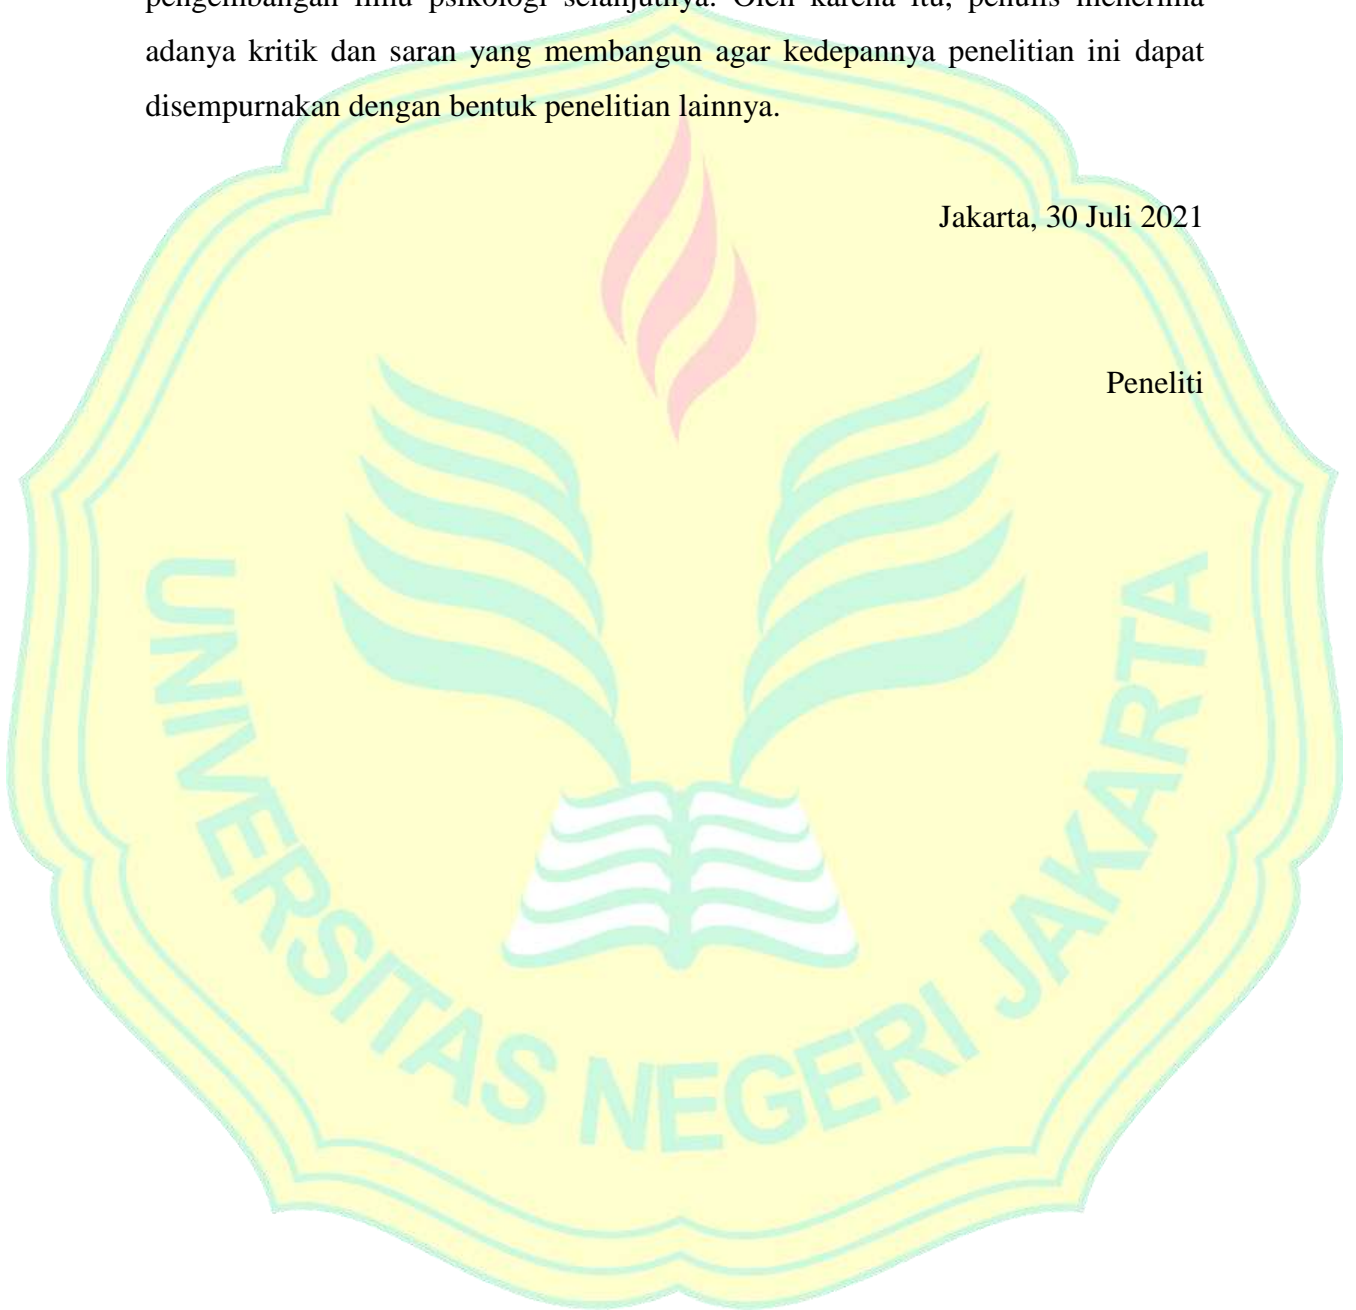 pengembangan ilmu psikologi selanjutnya. Oleh karena itu, penulis menerima
adanya kritik dan saran yang membangun agar kedepannya penelitian ini dapat
disempurnakan dengan bentuk penelitian lainnya.
Jakarta, 30 Juli 2021
Peneliti
UNIVERSITAS NEGERI JAKARTA